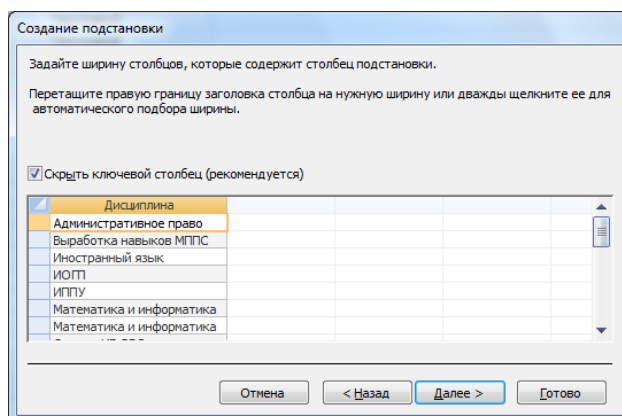 Создание подстановки
Задайте ширину столбцов, которые содержит столбец подстановки.
Перетащите правую границу заголовка столбца на нужную ширину или дважды щелкните ее для
автоматического подбора ширины.
Скрыть ключевой столбец (рекомендуется)
Дисциплина
Административное право
Выработка навыков МППС
Иностранный язык
ИОГП
ИППУ
Математика и информатика
Математика и информатика
Отмена
< Назад
Далее >
Готово